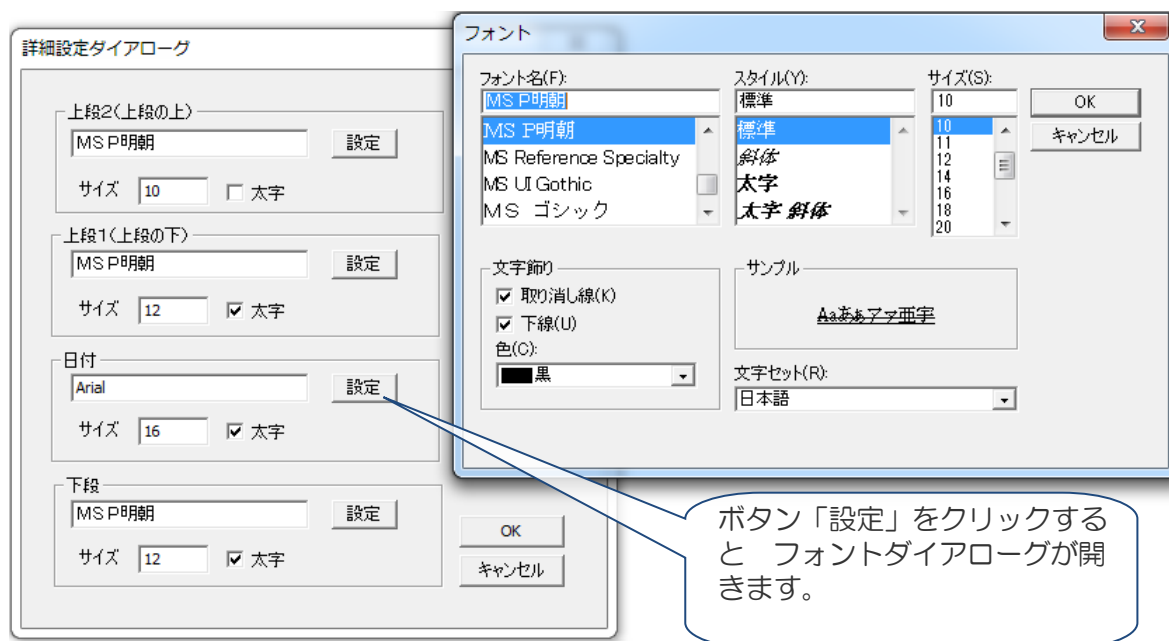 詳細設定ダイアローグ
上段2(上段の上)
MS P明朝
設定
サイズ 10 太字
上段1(上段の下)
MS P明朝
設定
サイズ 12 太字
日付
Arial
設定
サイズ 16 太字
下段
MS P明朝
設定
サイズ 12 太字
OK
キャンセル
フォント
フォント名(F):
MS P明朝
MS P明朝
MS Reference Specialty
MS UI Gothic
MS ゴシック
スタイル(Y):
標準
標準
斜体
太字
太字 斜体
サイズ(S):
10
10
11
12
14
16
18
20
OK
キャンセル
文字飾り
取り消し線(K)
下線(U)
色(C):
黒
サンプル
Aaあぁアァ亜宇
文字セット(R):
日本語
ボタン「設定」をクリックする
と フォントダイアローグが開
きます。